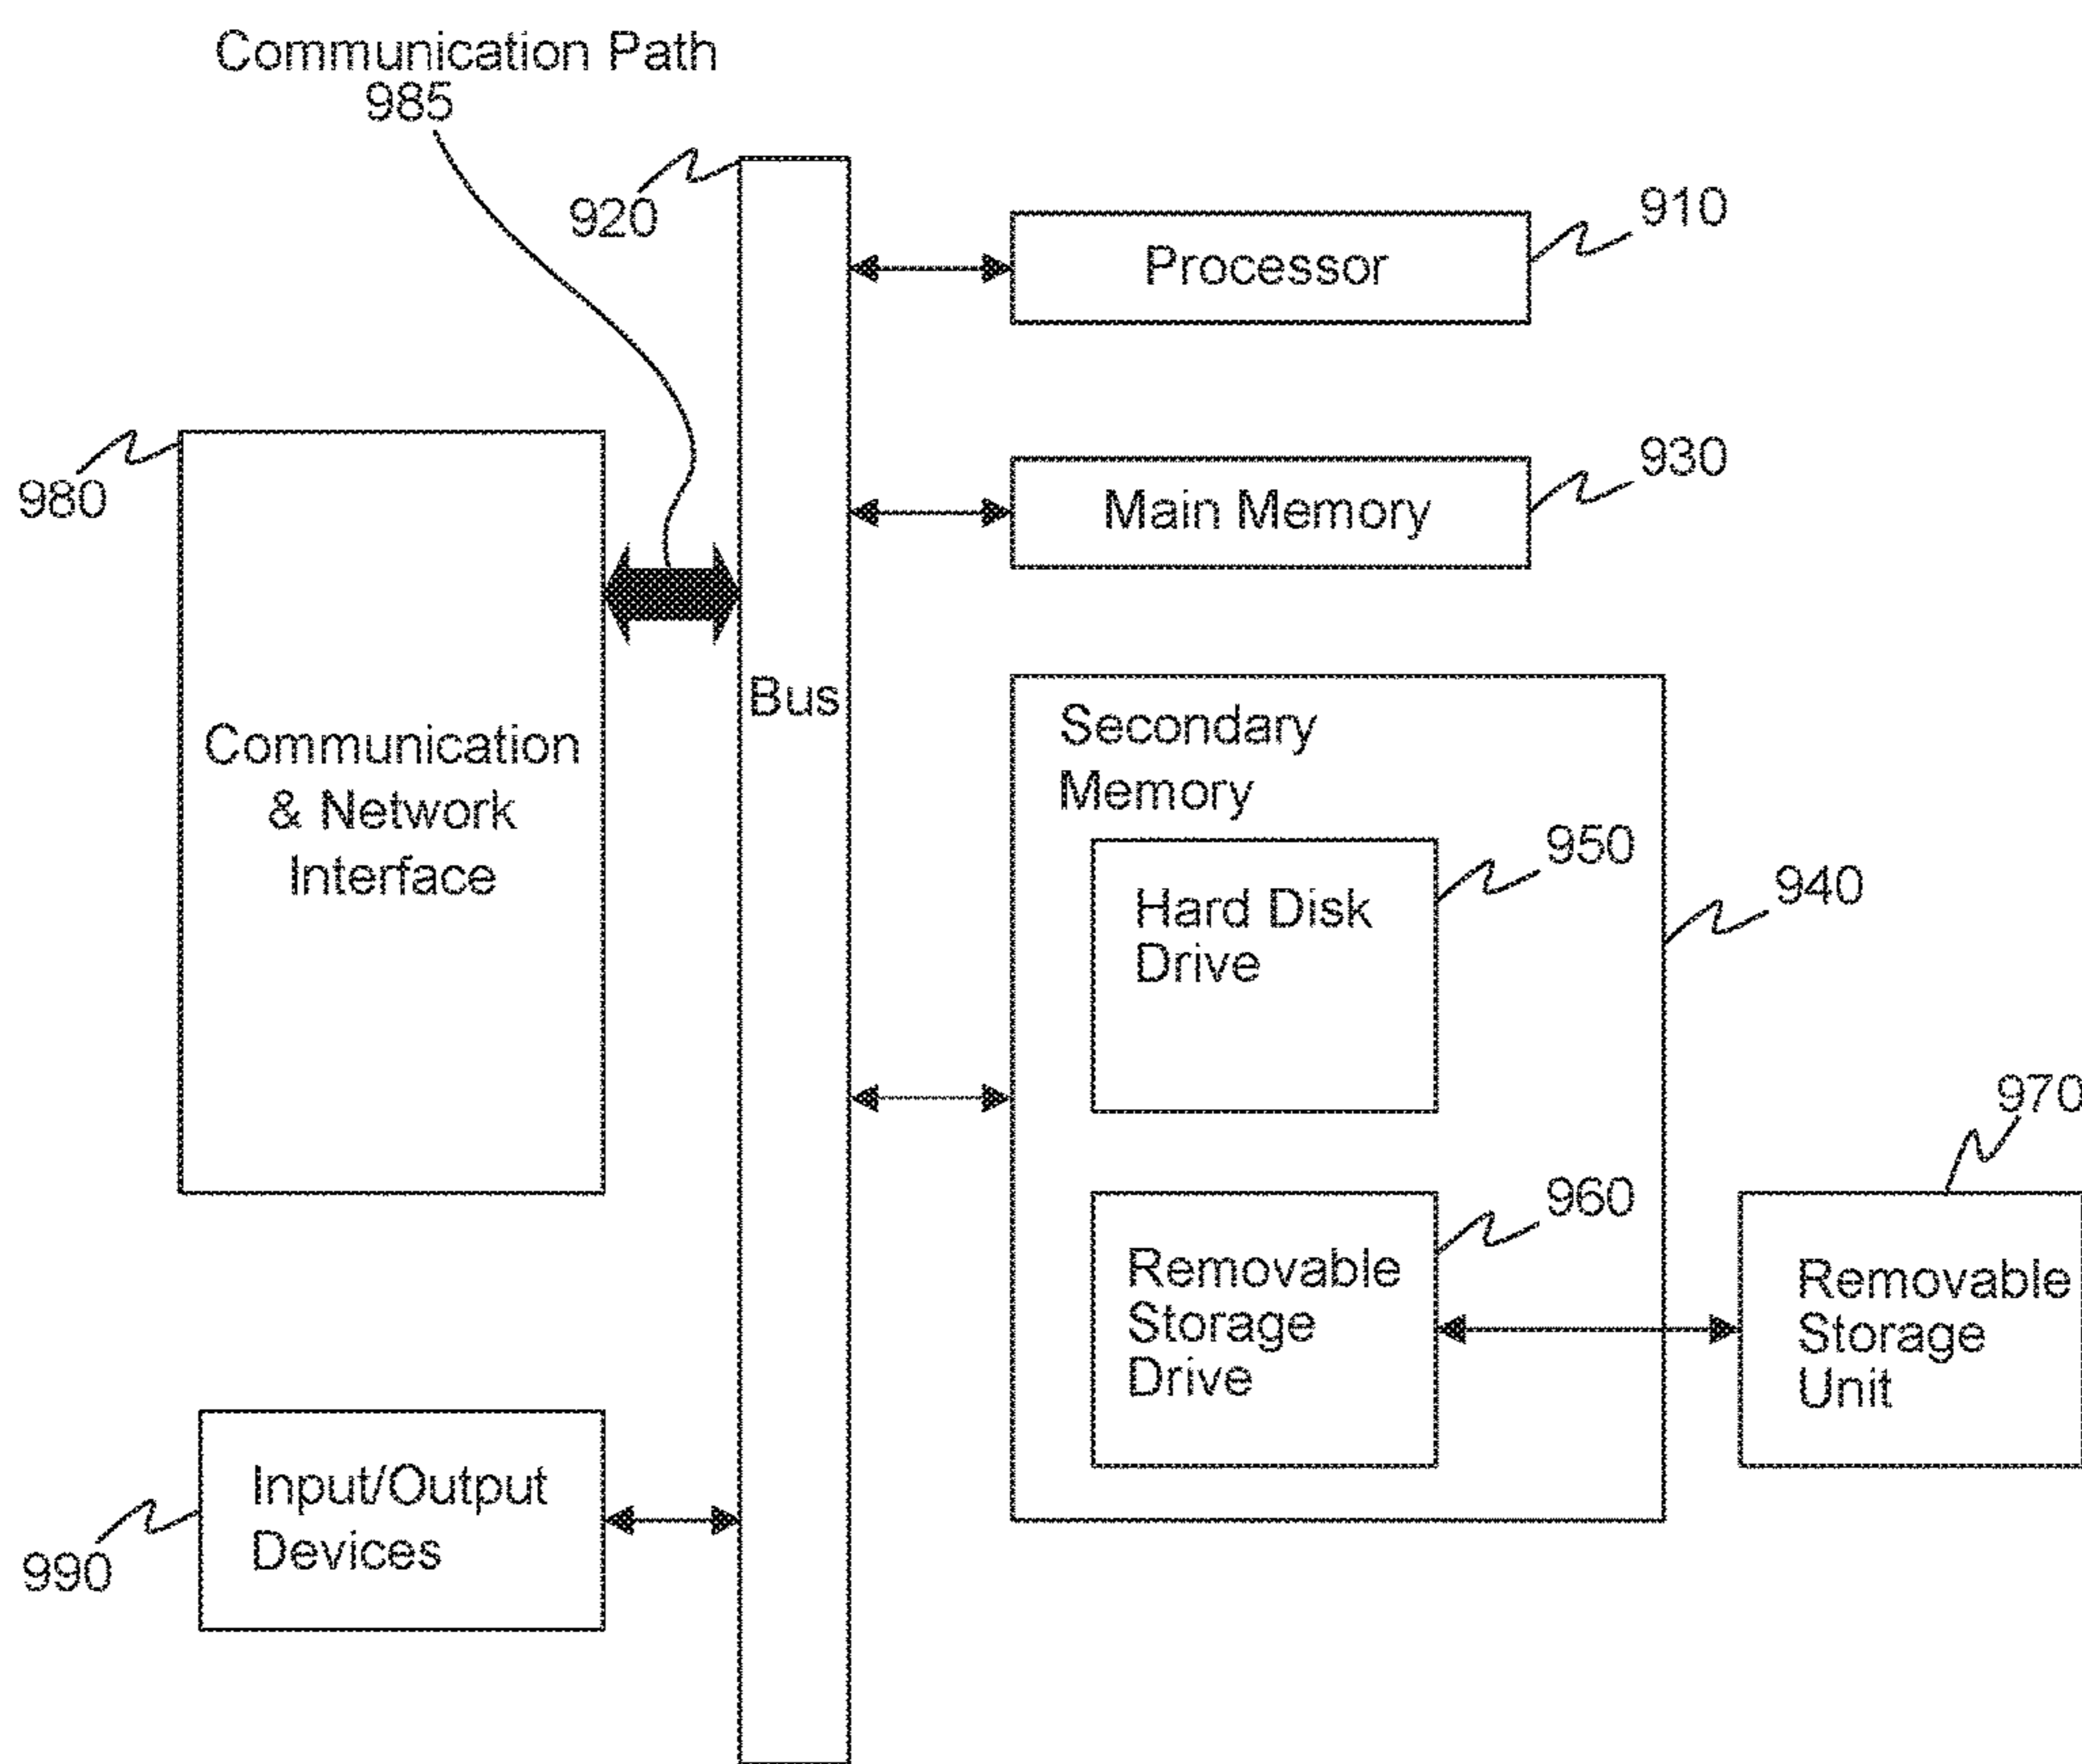 Communication Path
985
920
910
Processor
930
Main Memory
980
Bus
Communication
& Network
Interface
Secondary
Memory
950
Hard Disk
Drive
940
970
960
Removable
Storage
Drive
Removable
Storage
Unit
Input/Output
Devices
990